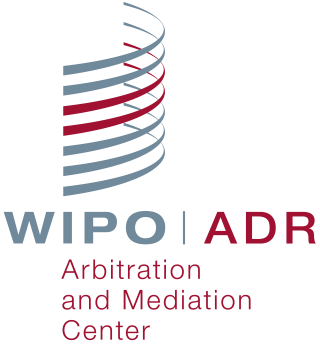 WIPO | ADR
Arbitration
and Mediation
Center